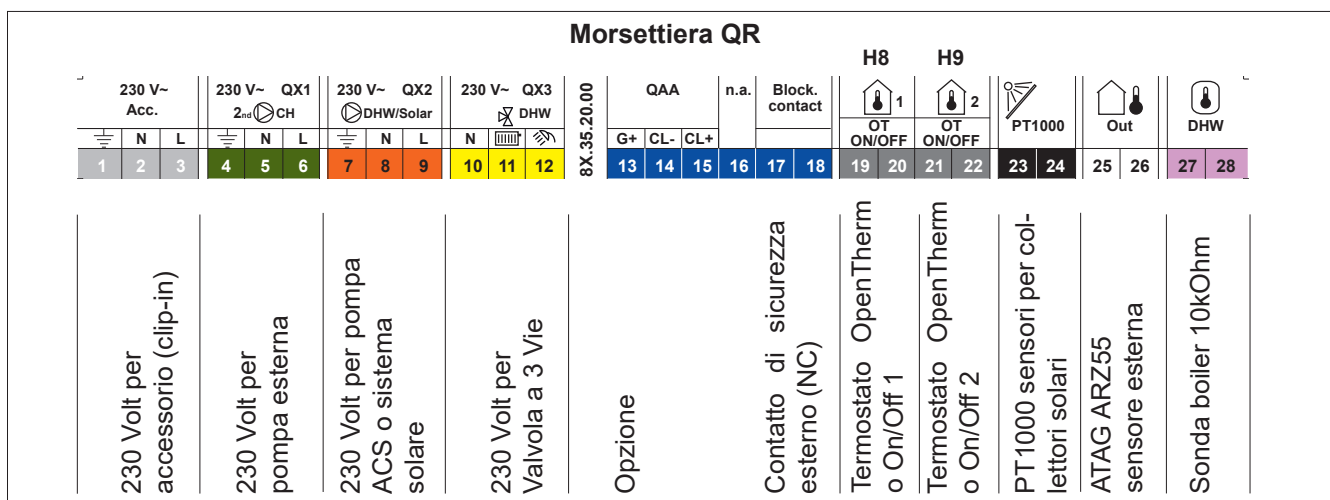 Morsettiera QR
H8 H9
230 V~
Acc.
N L
1 2 3
230 V~ QX1
2nd CH
N L
4 5 6
230 V~ QX2
DHW/Solar
N L
7 8 9
230 V~ QX3
DHW
N
10 11 12
8X.35.20.00
QAA
G+ CL- CL+
13 14 15
n.a.
16
Block.
contact
17 18
1
OT
ON/OFF
19 20
2
OT
ON/OFF
21 22
PT1000
23 24
Out
25 26
DHW
27 28
230 Volt per
accessorio (clip-in)
230 Volt per
pompa esterna
230 Volt per pompa
ACS o sistema
solare
230 Volt per
Valvola a 3 Vie
Opzione
Contatto di sicurezza
esterno (NC)
Termostato OpenTherm
o On/Off 1
Termostato OpenTherm
o On/Off 2
PT1000 sensori per col-
lettori solari
ATAG ARZ55
sensore esterna
Sonda boiler 10kOhm